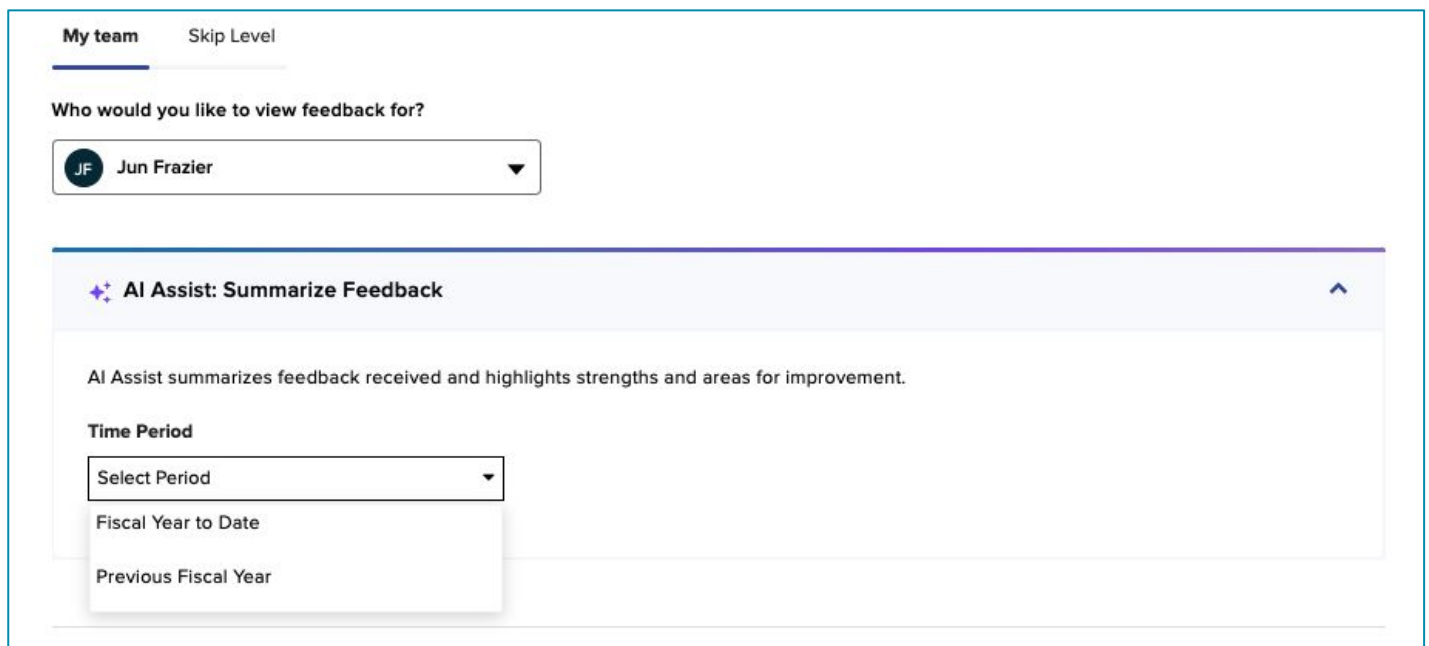 My team Skip Level
Who would you like to view feedback for?
JF Jun Frazier
AI Assist: Summarize Feedback
AI Assist summarizes feedback received and highlights strengths and areas for improvement.
Time Period
Select Period
Fiscal Year to Date
Previous Fiscal Year